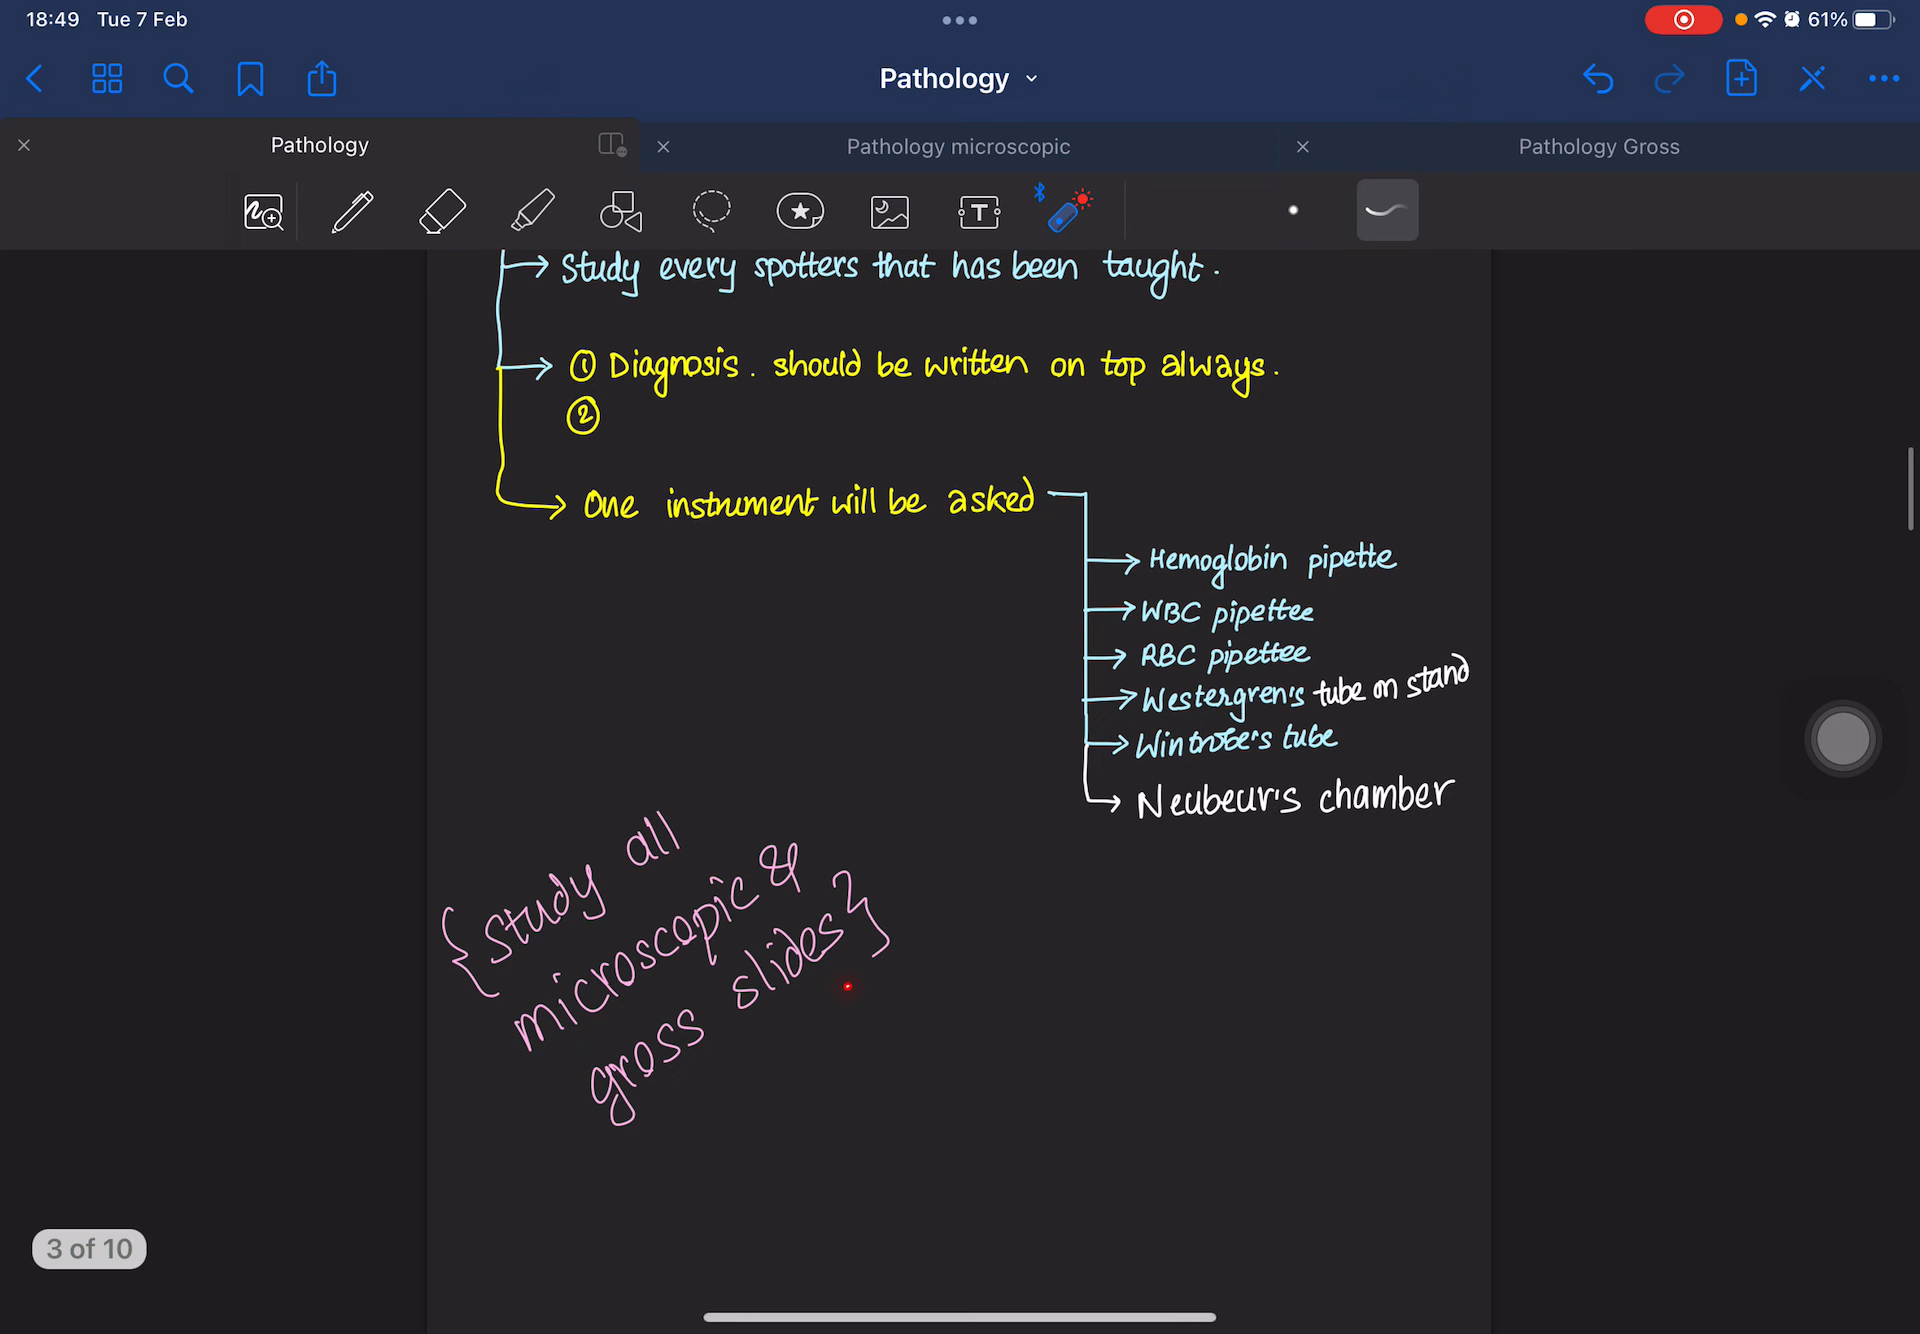 18:49 Tue 7 Feb
61%
Pathology
Pathology
Pathology microscopic
Pathology Gross
T
Study every spotters that has been taught.
① Diagnosis. should be written on top always.
②
One instrument will be asked
Hemoglobin pipette
WBC pipettee
RBC pipettee
Westergren's tube on stand
Wintrobe's tube
Neubeur's chamber
{study all
microscopic &
gross slides}
3 of 10